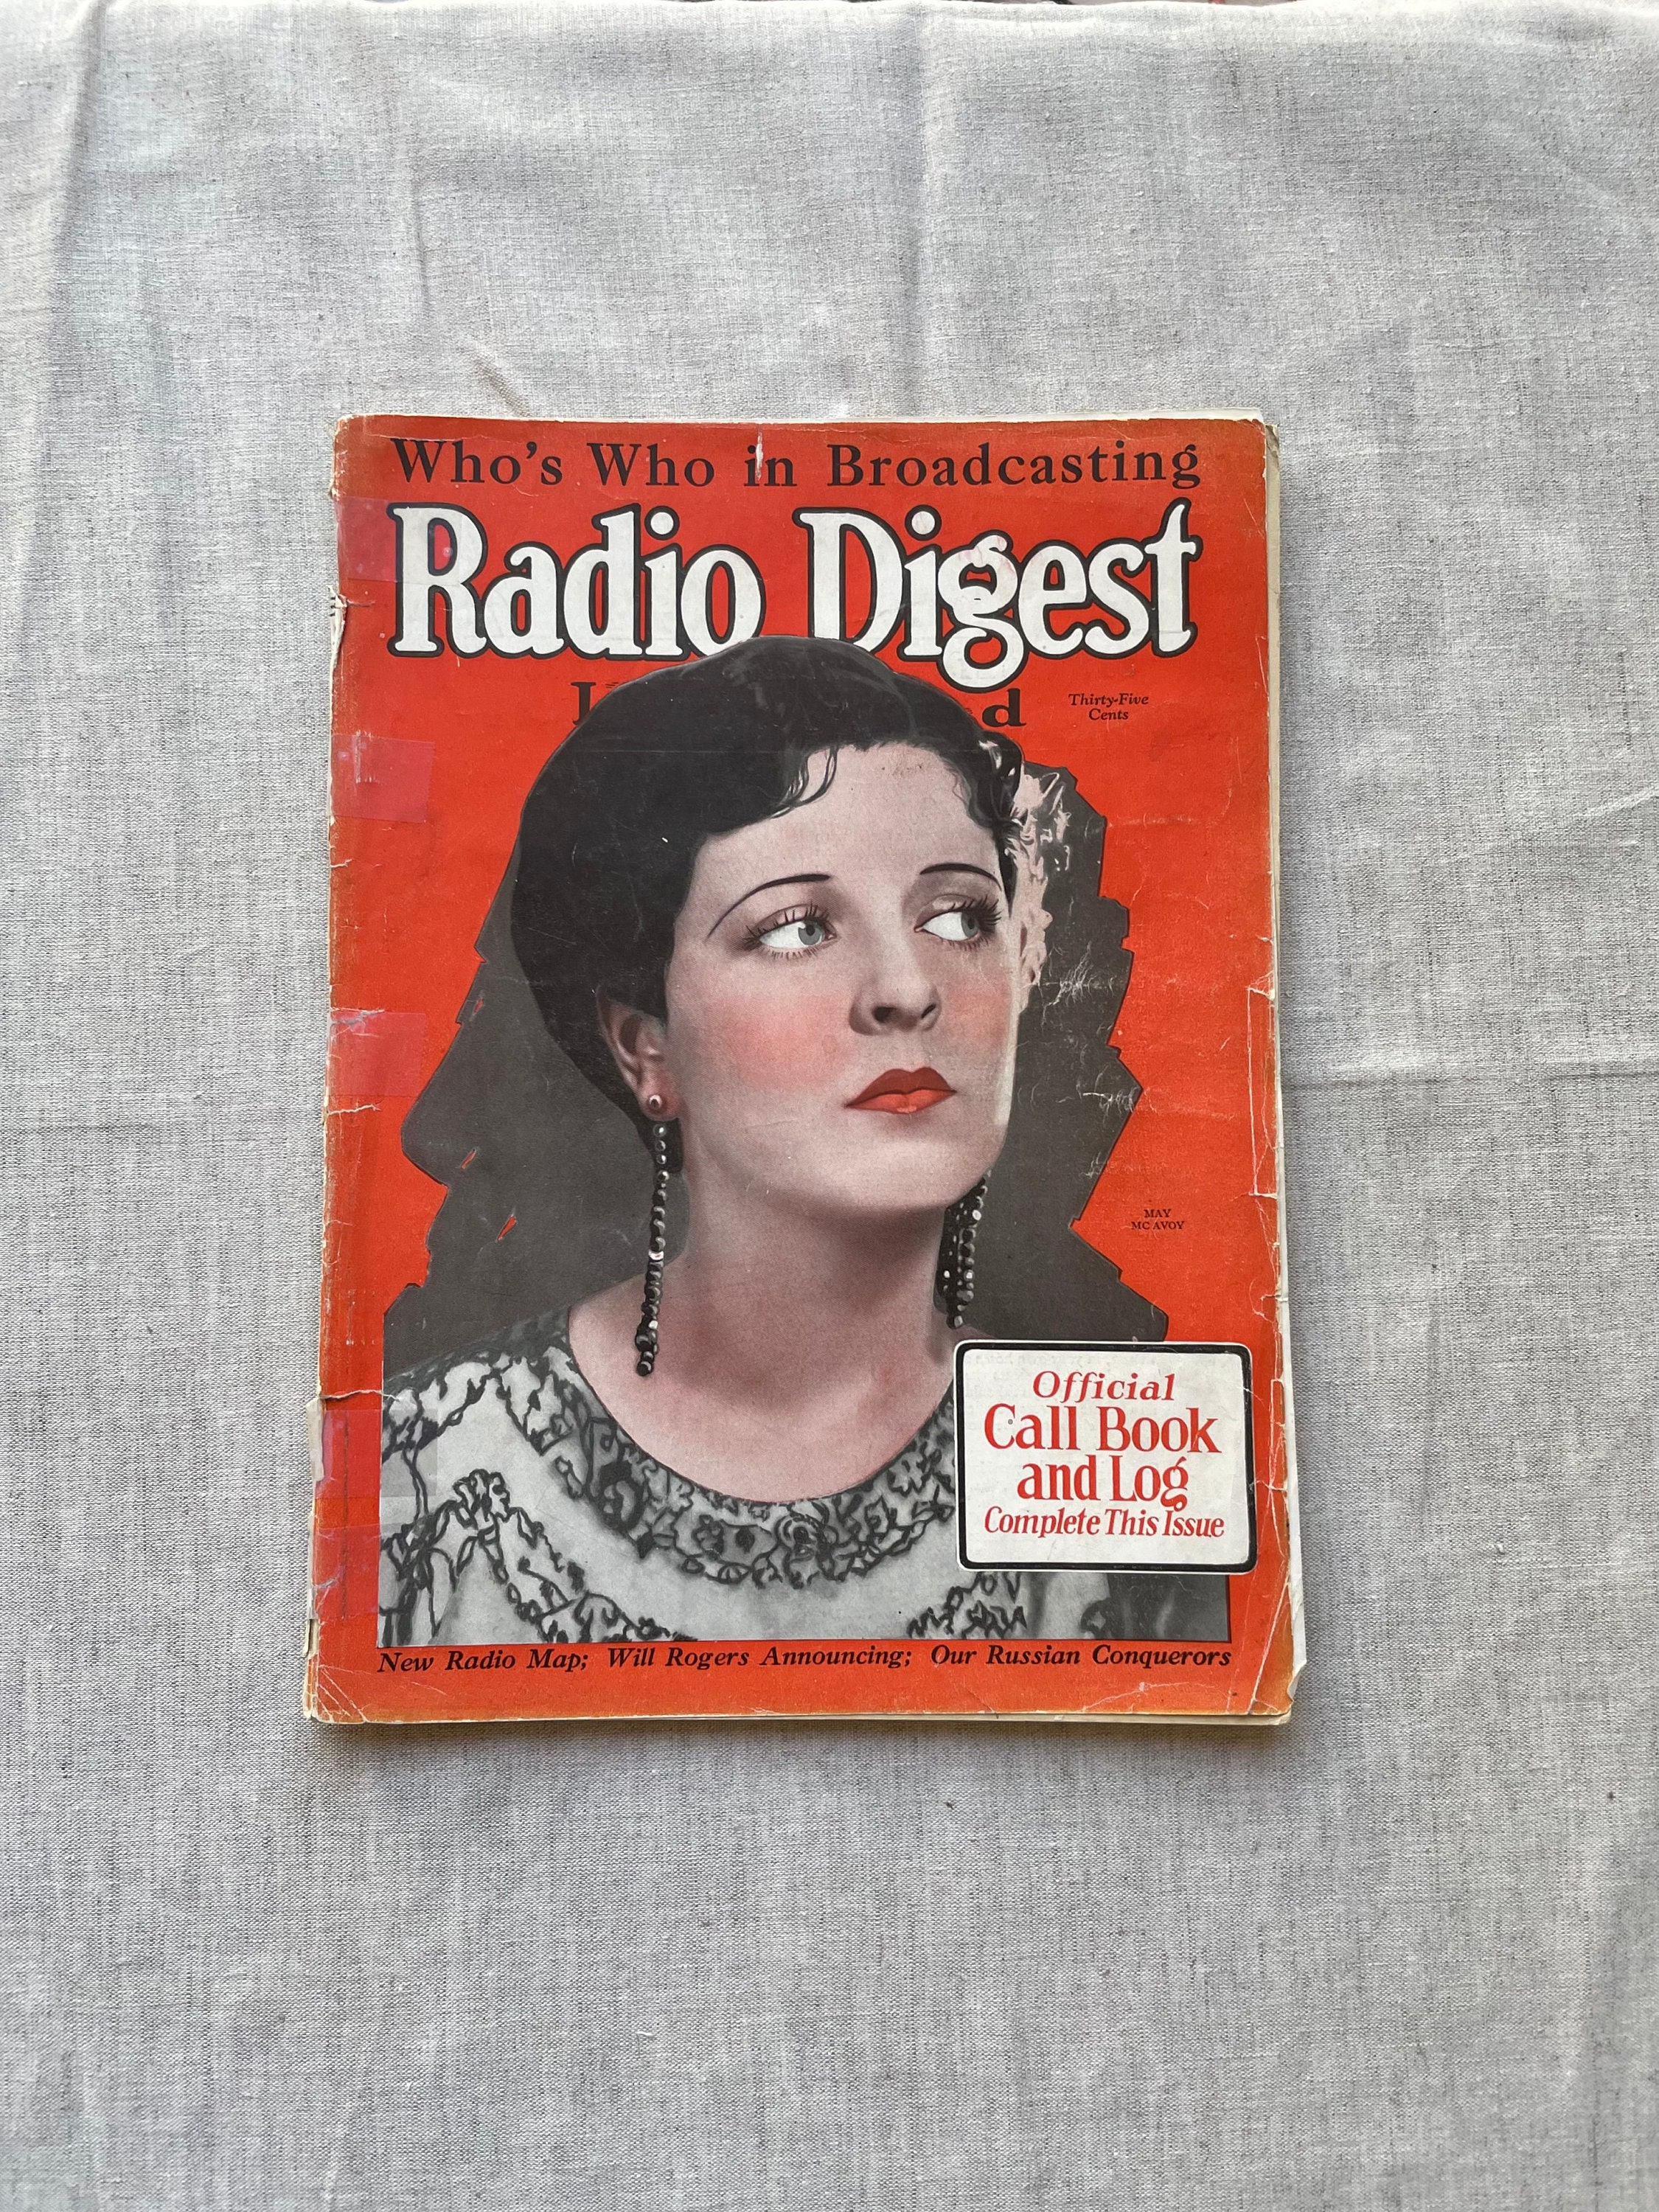 Who's Who in Broadcasting
Radio Digest
Thirty-Five
Cents
MAY
MC AVOY
Official
Call Book
and Log
Complete This Issue
New Radio Map; Will Rogers Announcing; Our Russian Conquerors